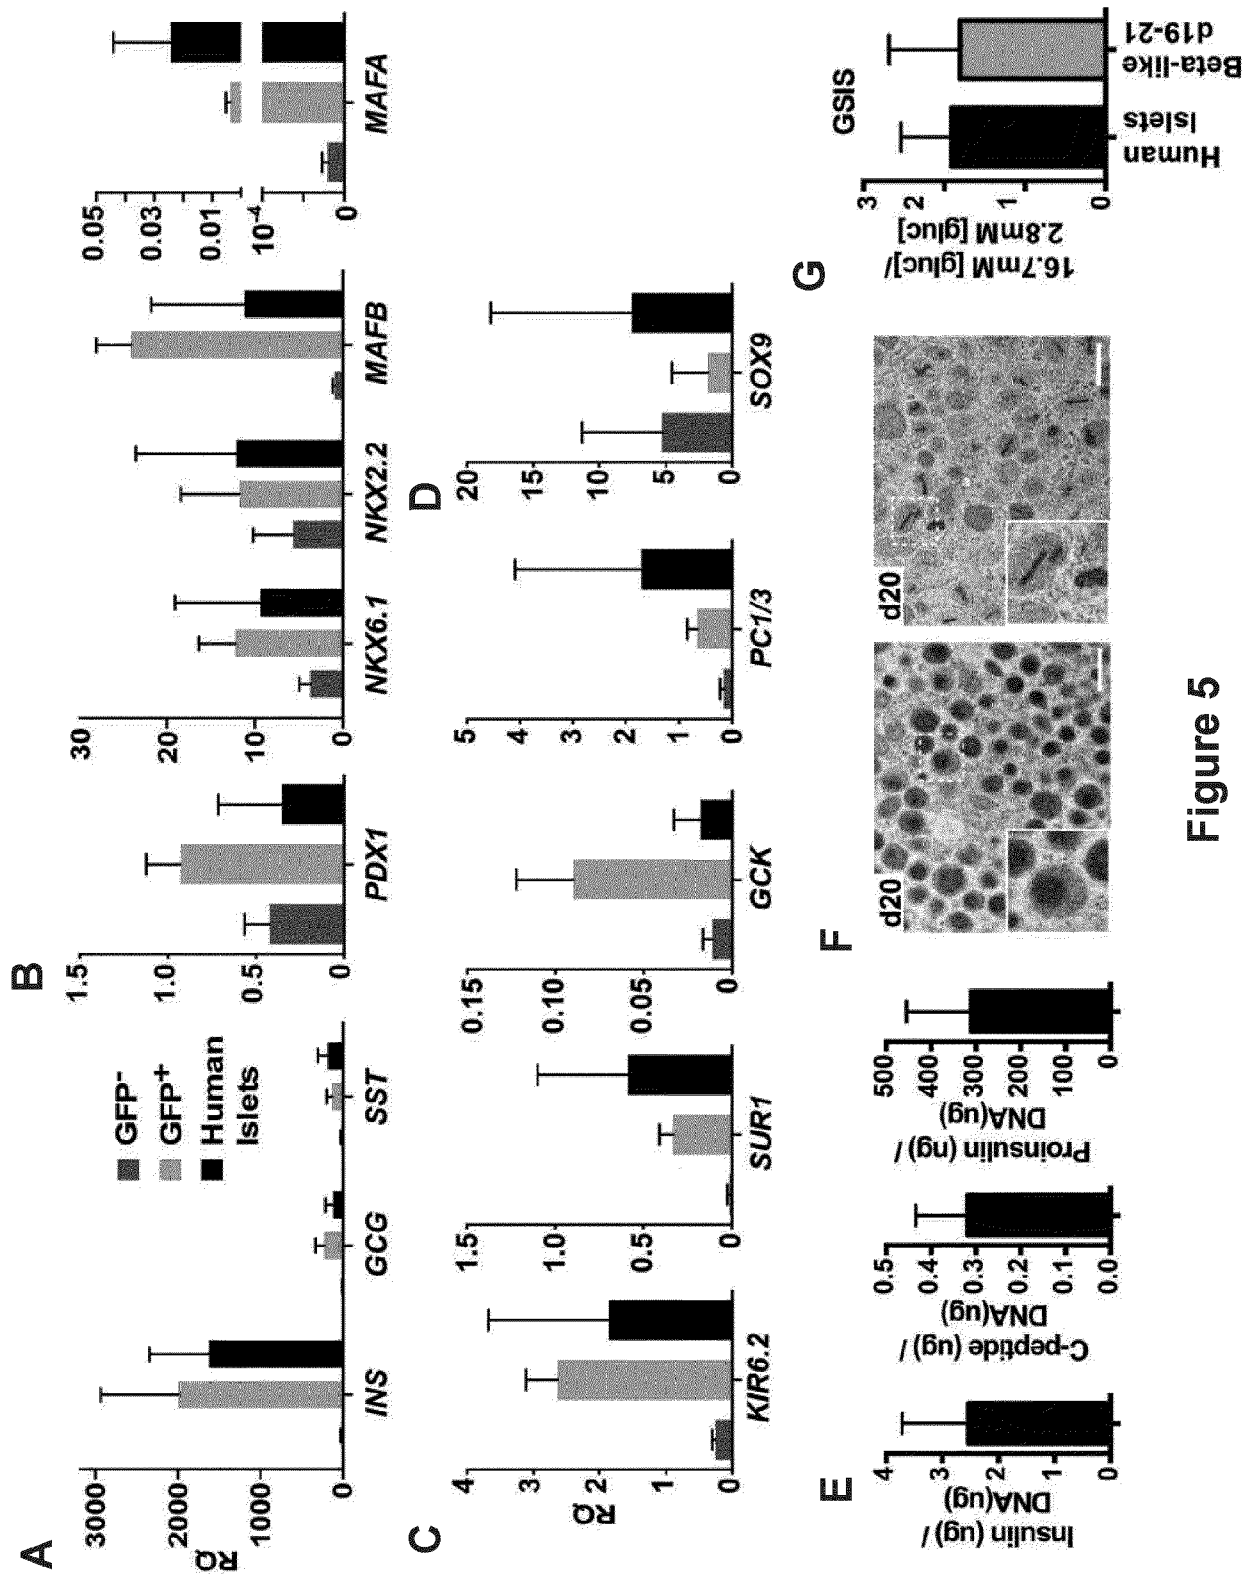 A
RQ
3000
2000
1000
0
INS
GCG
SST
GFP-
GFP+
Human
Islets
B
1.5
1.0
0.5
0
PDX1
30
20
10
0
NKX6.1
NKX2.2
MAFB
0.05
0.03
0.01
10-4
0
MAFA
C
RQ
4
3
2
1
0
KIR6.2
1.5
1.0
0.5
0
SUR1
0.15
0.10
0.05
0
GCK
5
4
3
2
1
0
PC1/3
D
20
15
10
5
0
SOX9
E
Insulin (ug) /
DNA(ug)
4
3
2
1
0
C-peptide (ug) /
DNA(ug)
0.5
0.4
0.3
0.2
0.1
0.0
Proinsulin (ng) /
DNA(ug)
500
400
300
200
100
0
F
d20
d20
G
GSIS
16.7mM [gluc]/
2.8mM [gluc]
3
2
1
0
Human
Islets
Beta-like
d19-21
Figure 5